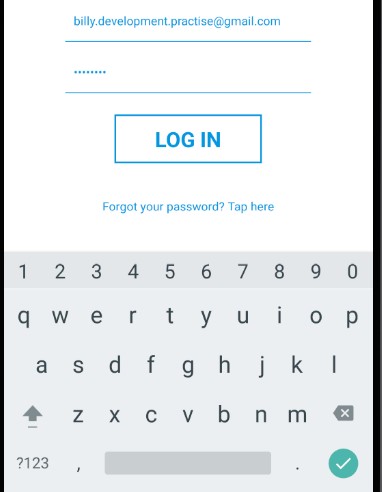 billy.development.practise@gmail.com
••••••••
LOG IN
Forgot your password? Tap here
1 2 3 4 5 6 7 8 9 0
q w e r t y u i o p
a s d f g h j k l
z x c v b n m
?123 , .